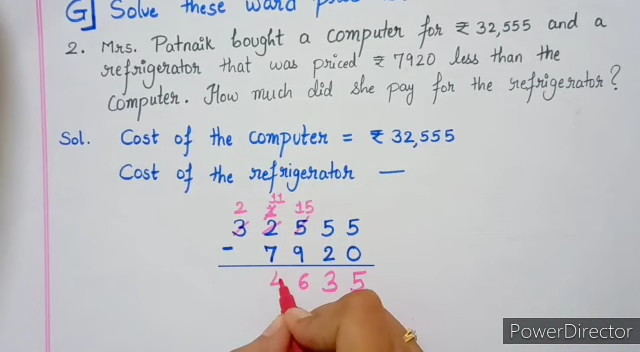 G] Solve these word
2. Mrs. Patnaik bought a computer for ₹ 32,555 and a
refrigerator that was priced ₹ 7920 less than the
computer. How much did she pay for the refrigerator?
Sol. Cost of the computer = ₹ 32,555
Cost of the refrigerator —
2 11 15
3 2 5 5 5
- 7 9 2 0
4 6 3 5
PowerDirector